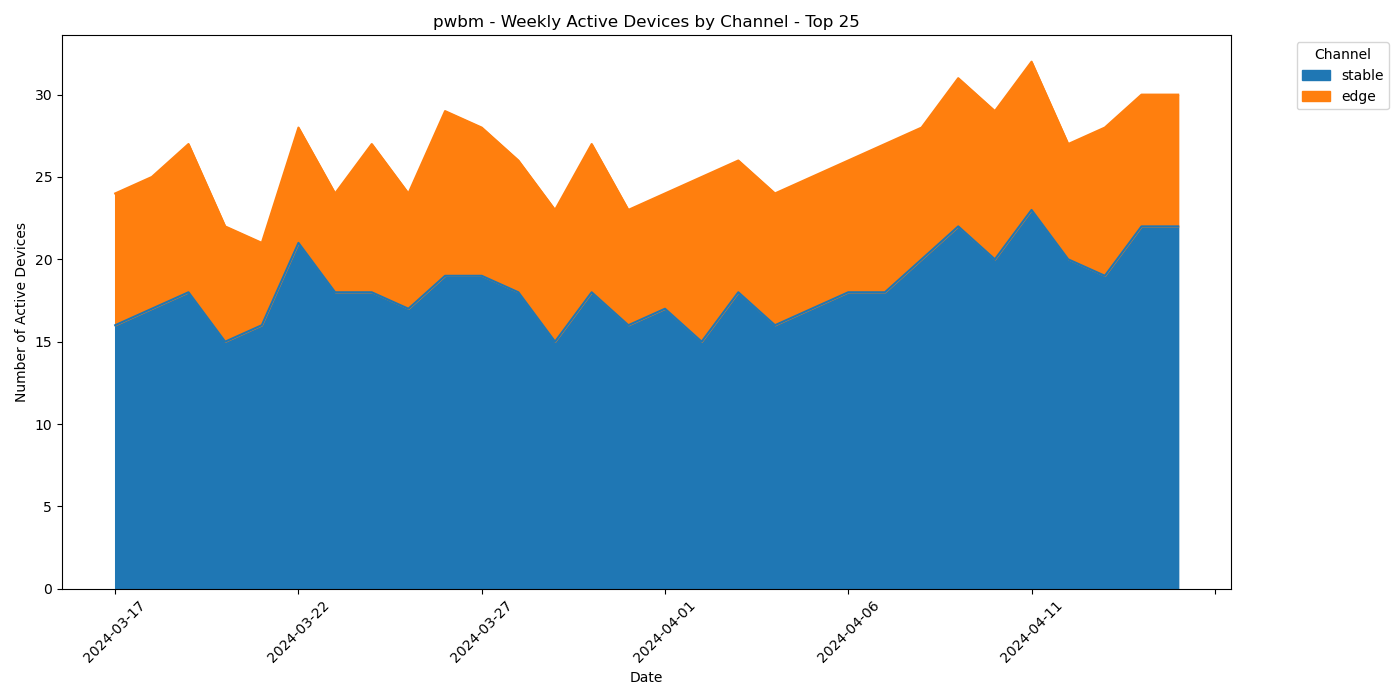 pwbm - Weekly Active Devices by Channel - Top 25
Channel
stable
edge
Number of Active Devices
30
25
20
15
10
5
0
2024-03-17
2024-03-22
2024-03-27
2024-04-01
2024-04-06
2024-04-11
Date